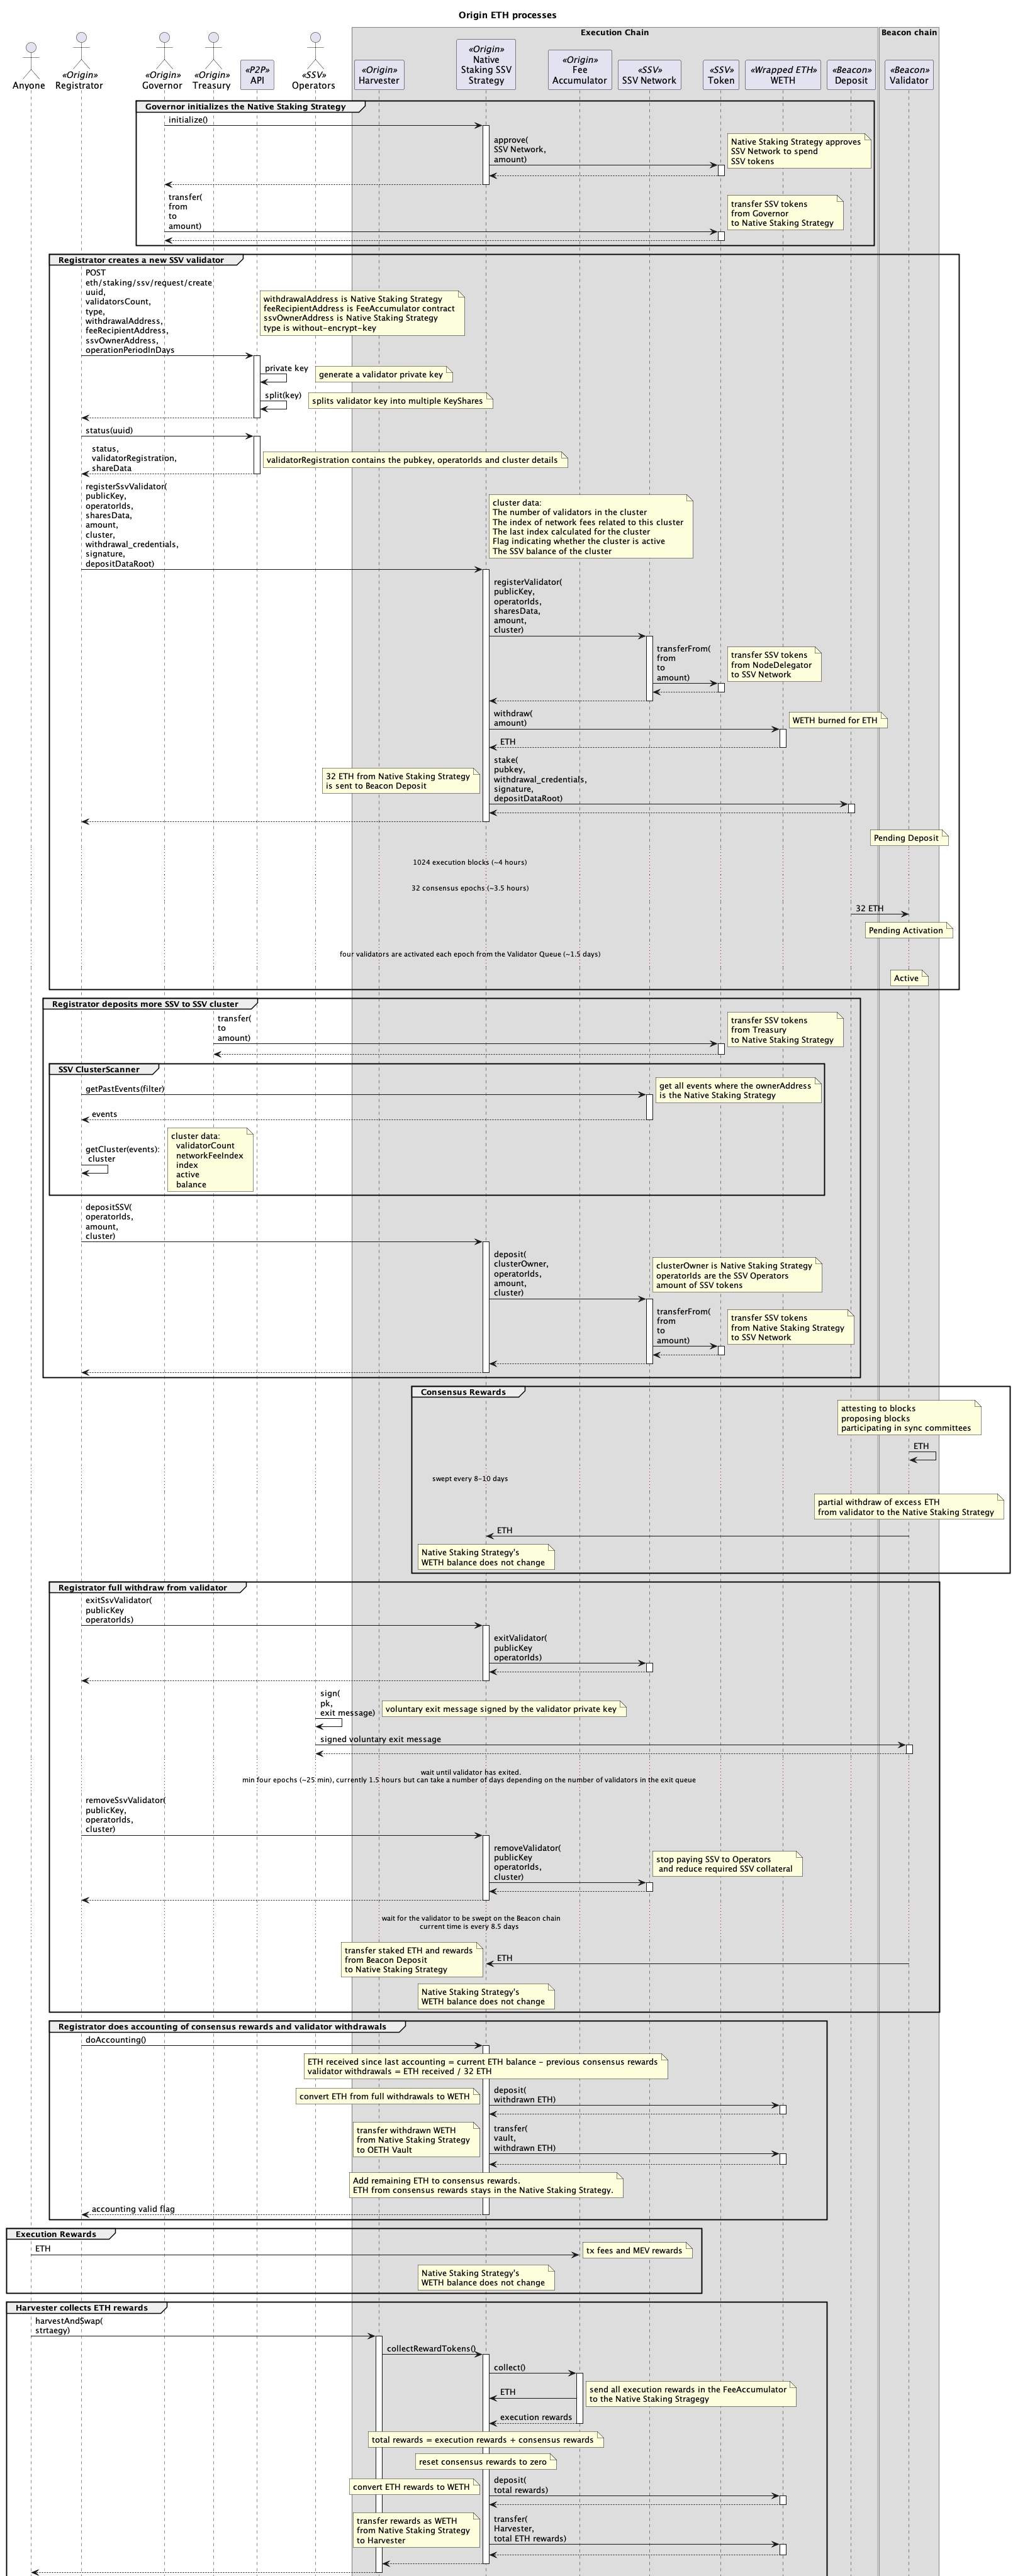 Origin ETH processes
Execution Chain
Beacon chain
Anyone
«Origin»
Registrator
«Origin»
Governor
«Origin»
Treasury
«P2P»
API
«SSV»
Operators
«Origin»
Harvester
«Origin»
Native
Staking SSV
Strategy
«Origin»
Fee
Accumulator
«SSV»
SSV Network
«SSV»
Token
«Wrapped ETH»
WETH
«Beacon»
Deposit
«Beacon»
Validator
Governor initializes the Native Staking Strategy
initialize()
approve(
SSV Network,
amount)
Native Staking Strategy approves
SSV Network to spend
SSV tokens
transfer(
from
to
amount)
transfer SSV tokens
from Governor
to Native Staking Strategy
Registrator creates a new SSV validator
POST
eth/staking/ssv/request/create
uuid,
validatorsCount,
type,
withdrawalAddress,
feeRecipientAddress,
ssvOwnerAddress,
operationPeriodInDays
withdrawalAddress is Native Staking Strategy
feeRecipientAddress is FeeAccumulator contract
ssvOwnerAddress is Native Staking Strategy
type is without-encrypt-key
private key
generate a validator private key
split(key)
splits validator key into multiple KeyShares
status(uuid)
status,
validatorRegistration,
shareData
validatorRegistration contains the pubkey, operatorIds and cluster details
registerSsvValidator(
publicKey,
operatorIds,
sharesData,
amount,
cluster,
withdrawal_credentials,
signature,
depositDataRoot)
cluster data:
The number of validators in the cluster
The index of network fees related to this cluster
The last index calculated for the cluster
Flag indicating whether the cluster is active
The SSV balance of the cluster
registerValidator(
publicKey,
operatorIds,
sharesData,
amount,
cluster)
transferFrom(
from
to
amount)
transfer SSV tokens
from NodeDelegator
to SSV Network
withdraw(
amount)
WETH burned for ETH
ETH
stake(
pubkey,
withdrawal_credentials,
signature,
depositDataRoot)
32 ETH from Native Staking Strategy
is sent to Beacon Deposit
Pending Deposit
1024 execution blocks (~4 hours)
32 consensus epochs (~3.5 hours)
32 ETH
Pending Activation
four validators are activated each epoch from the Validator Queue (~1.5 days)
Active
Registrator deposits more SSV to SSV cluster
transfer(
to
amount)
transfer SSV tokens
from Treasury
to Native Staking Strategy
SSV ClusterScanner
getPastEvents(filter)
get all events where the ownerAddress
is the Native Staking Strategy
events
getCluster(events):
cluster
cluster data:
validatorCount
networkFeeIndex
index
active
balance
depositSSV(
operatorIds,
amount,
cluster)
deposit(
clusterOwner,
operatorIds,
amount,
cluster)
clusterOwner is Native Staking Strategy
operatorIds are the SSV Operators
amount of SSV tokens
transferFrom(
from
to
amount)
transfer SSV tokens
from Native Staking Strategy
to SSV Network
Consensus Rewards
attesting to blocks
proposing blocks
participating in sync committees
ETH
swept every 8-10 days
partial withdraw of excess ETH
from validator to the Native Staking Strategy
ETH
Native Staking Strategy's
WETH balance does not change
Registrator full withdraw from validator
exitSsvValidator(
publicKey
operatorIds)
exitValidator(
publicKey
operatorIds)
sign(
pk,
exit message)
voluntary exit message signed by the validator private key
signed voluntary exit message
wait until validator has exited.
min four epochs (~25 min), currently 1.5 hours but can take a number of days depending on the number of validators in the exit queue
removeSsvValidator(
publicKey,
operatorIds,
cluster)
removeValidator(
publicKey
operatorIds,
cluster)
stop paying SSV to Operators
and reduce required SSV collateral
wait for the validator to be swept on the Beacon chain
current time is every 8.5 days
transfer staked ETH and rewards
from Beacon Deposit
to Native Staking Strategy
ETH
Native Staking Strategy's
WETH balance does not change
Registrator does accounting of consensus rewards and validator withdrawals
doAccounting()
ETH received since last accounting = current ETH balance - previous consensus rewards
validator withdrawals = ETH received / 32 ETH
convert ETH from full withdrawals to WETH
deposit(
withdrawn ETH)
transfer withdrawn WETH
from Native Staking Strategy
to OETH Vault
transfer(
vault,
withdrawn ETH)
Add remaining ETH to consensus rewards.
ETH from consensus rewards stays in the Native Staking Strategy.
accounting valid flag
Execution Rewards
ETH
tx fees and MEV rewards
Native Staking Strategy's
WETH balance does not change
Harvester collects ETH rewards
harvestAndSwap(
strtaegy)
collectRewardTokens()
collect()
ETH
send all execution rewards in the FeeAccumulator
to the Native Staking Stragegy
execution rewards
total rewards = execution rewards + consensus rewards
reset consensus rewards to zero
convert ETH rewards to WETH
deposit(
total rewards)
transfer rewards as WETH
from Native Staking Strategy
to Harvester
transfer(
Harvester,
total ETH rewards)